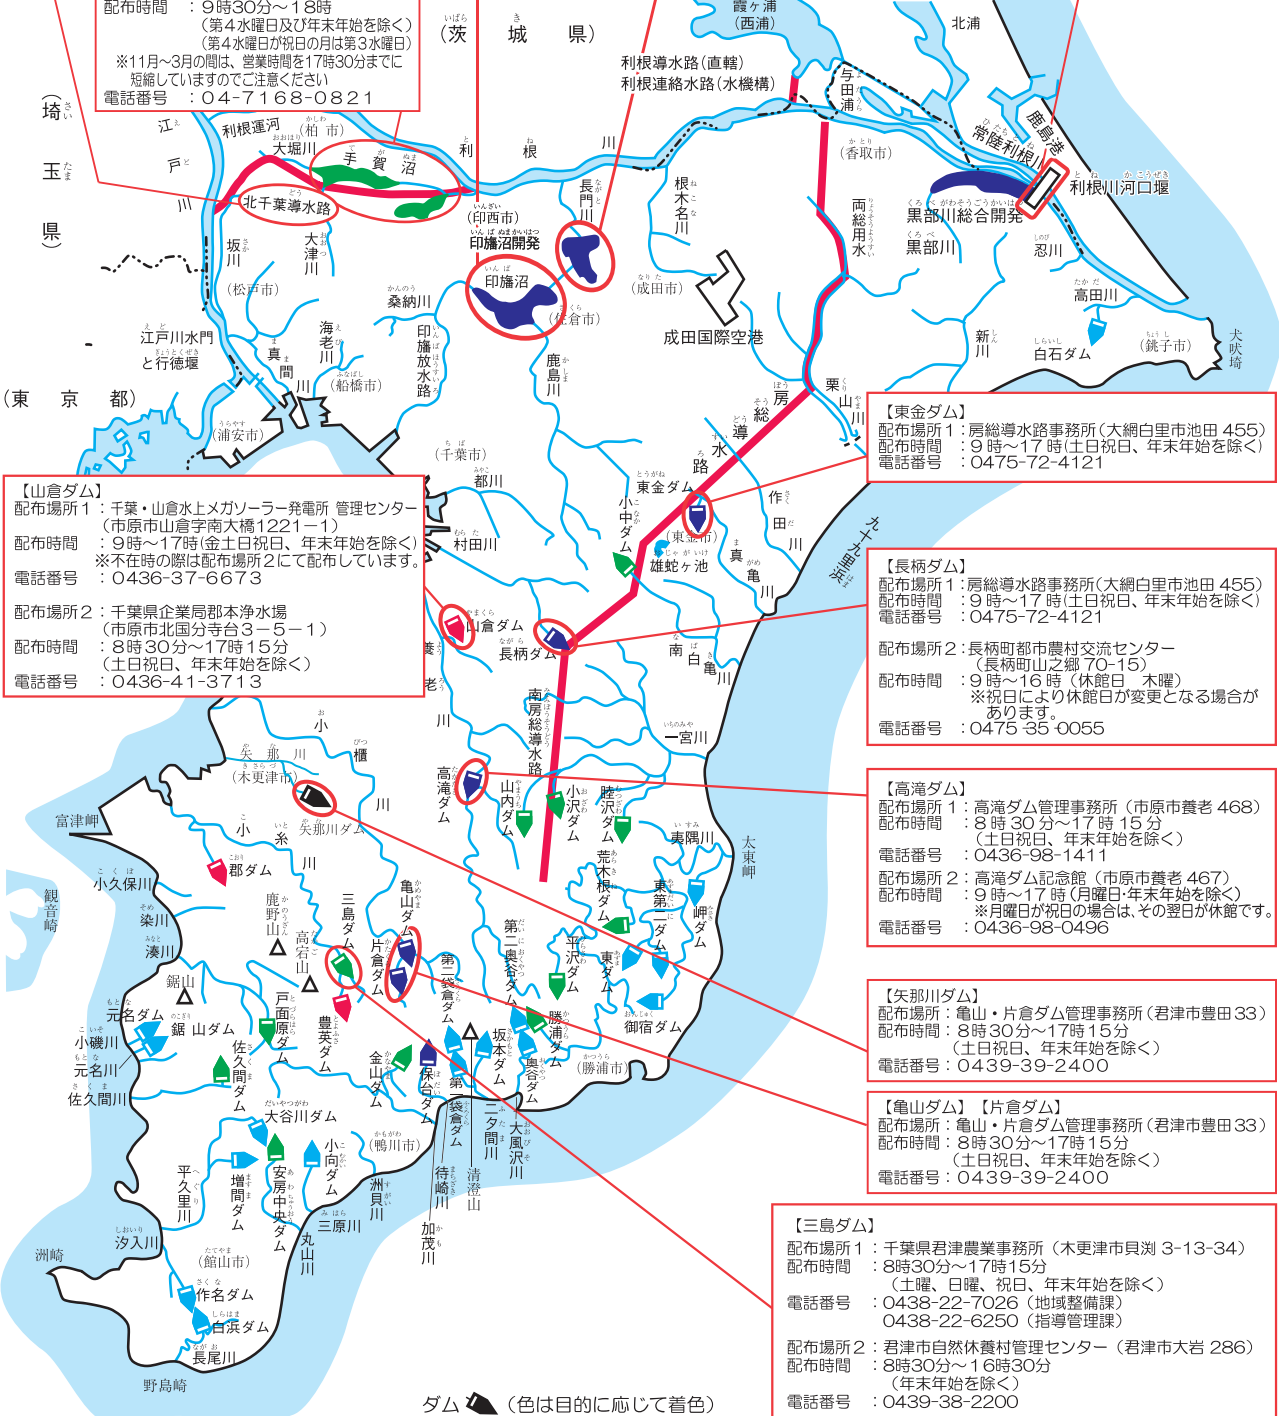 配布時間　：９時30分～18時
（第４水曜日及び年末年始を除く）
（第４水曜日が祝日の月は第３水曜日）
※11月～3月の間は、営業時間を17時30分までに
短縮していますのでご注意ください
電話番号　：04-7168-0821
（茨　城　県）
霞ヶ浦
（西浦）
北浦
利根導水路（直轄）
利根連絡水路（水機構）
与田浦
鹿島港
常陸利根川
利根川河口堰
（埼玉県）
江戸川
利根運河
（柏 市）
大堀川
手賀沼
利根川
（香取市）
北千葉導水路
坂川
大津川
（印西市）
印旛沼開発
長門川
根木名川
両総用水
黒部川総合開発
黒部川
忍川
（松戸市）
桑納川
印旛沼
（佐倉市）
（成田市）
成田国際空港
高田川
江戸川水門
と行徳堰
真間川
海老川
（船橋市）
印旛放水路
鹿島川
新川
白石ダム
（銚子市）
犬吠埼
（東　京　都）
（浦安市）
（千葉市）
都川
村田川
房総導水路
栗山川
東金ダム
小中ダム
（東金市）
雄蛇ヶ池
作田川
真亀川
九十九里浜
【東金ダム】
配布場所１：房総導水路事務所（大網白里市池田 455）
配布時間　：９時～17時（土日祝日、年末年始を除く）
電話番号　：0475-72-4121
【山倉ダム】
配布場所１：千葉・山倉水上メガソーラー発電所 管理センター
（市原市山倉字南大橋1221－1）
配布時間　：９時～17時（金土日祝日、年末年始を除く）
※不在時の際は配布場所２にて配布しています。
電話番号　：0436-37-6673
配布場所２：千葉県企業局郡本浄水場
（市原市北国分寺台３－５－１）
配布時間　：８時30分～17時15分
（土日祝日、年末年始を除く）
電話番号　：0436-41-3713
【長柄ダム】
配布場所１：房総導水路事務所（大網白里市池田 455）
配布時間　：９時～17時（土日祝日、年末年始を除く）
電話番号　：0475-72-4121
配布場所２：長柄町都市農村交流センター
（長柄町山之郷 70-15）
配布時間　：９時～16時（休館日　木曜）
※祝日により休館日が変更となる場合が
あります。
電話番号　：0475-35-0055
山倉ダム
長柄ダム
養老川
南白亀川
南房総導水路
一宮川
小櫃川
矢那川
（木更津市）
矢那川ダム
高滝ダム
山内ダム
小沢ダム
睦沢ダム
夷隅川
太東岬
【高滝ダム】
配布場所１：高滝ダム管理事務所（市原市養老 468）
配布時間　：８時30分～17時15分
（土日祝日、年末年始を除く）
電話番号　：0436-98-1411
配布場所２：高滝ダム記念館（市原市養老 467）
配布時間　：９時～17時（月曜日･年末年始を除く）
※月曜日が祝日の場合は、その翌日が休館です。
電話番号　：0436-98-0496
富津岬
観音崎
小久保川
染川
湊川
小糸川
郡ダム
鹿野山
高宕山
三島ダム
亀山ダム
片倉ダム
豊英ダム
第二袋倉ダム
第二奥谷ダム
荒木根ダム
平沢ダム
東ダム
東第二ダム
岬ダム
御宿ダム
勝浦ダム
（勝浦市）
【矢那川ダム】
配布場所：亀山・片倉ダム管理事務所（君津市豊田33）
配布時間：８時30分～17時15分
（土日祝日、年末年始を除く）
電話番号：0439-39-2400
【亀山ダム】【片倉ダム】
配布場所：亀山・片倉ダム管理事務所（君津市豊田33）
配布時間：８時30分～17時15分
（土日祝日、年末年始を除く）
電話番号：0439-39-2400
鋸山
元名ダム
鋸 山ダム
小磯川
元名川
佐久間川
戸面原ダム
佐久間ダム
大谷川ダム
金山ダム
保台ダム
第一袋倉ダム
坂本ダム
奥谷ダム
二タ間川
大風沢川
清澄山
待崎川
加茂川
（鴨川市）
洲貝川
小向ダム
三原川
丸山川
安房中央ダム
増間ダム
平久里川
汐入川
（館山市）
洲崎
作名ダム
白浜ダム
長尾川
野島崎
【三島ダム】
配布場所１：千葉県君津農業事務所（木更津市貝渕 3-13-34）
配布時間　：8時30分～17時15分
（土曜、日曜、祝日、年末年始を除く）
電話番号　：0438-22-7026（地域整備課）
0438-22-6250（指導管理課）
配布場所２：君津市自然休養村管理センター（君津市大岩 286）
配布時間　：8時30分～16時30分
（年末年始を除く）
電話番号　：0439-38-2200
ダム　（色は目的に応じて着色）